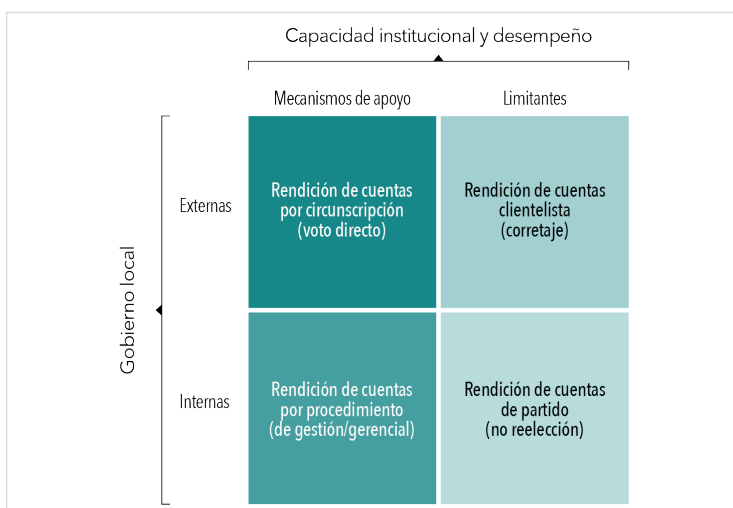 Capacidad institucional y desempeño
Mecanismos de apoyo
Limitantes
Gobierno local
Externas
Rendición de cuentas
por circunscripción
(voto directo)
Rendición de cuentas
clientelista
(corretaje)
Internas
Rendición de cuentas
por procedimiento
(de gestión/gerencial)
Rendición de cuentas
de partido
(no reelección)